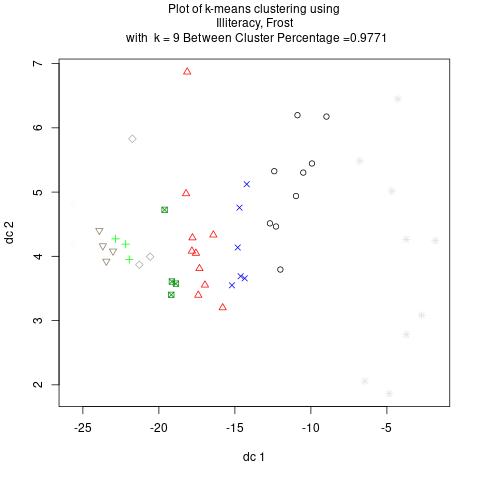 Plot of k-means clustering using
Illiteracy, Frost
with  k = 9 Between Cluster Percentage =0.9771
7
6
5
4
3
2
dc 2
-25 -20 -15 -10 -5
dc 1